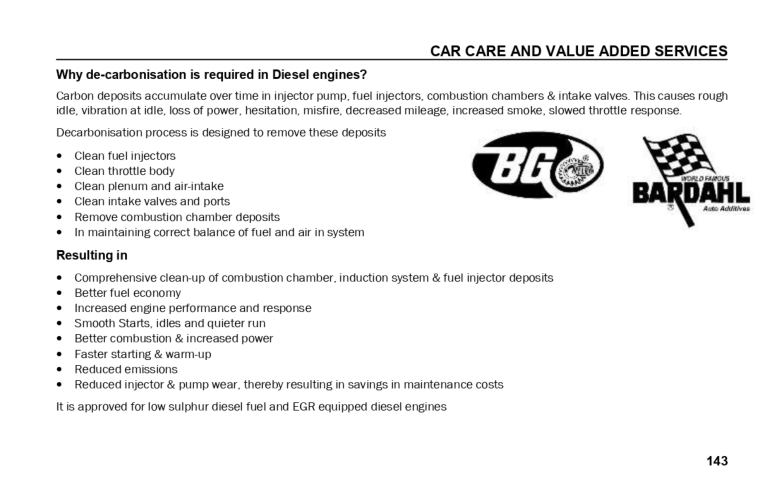 CAR CARE AND VALUE ADDED SERVICES
Why de-carbonisation is required in Diesel engines?
Carbon deposits accumulate over time in injector pump, fuel injectors, combustion chambers & intake valves. This causes rough
idle, vibration at idle, loss of power, hesitation, misfire, decreased mileage, increased smoke, slowed throttle response.
Decarbonisation process is designed to remove these deposits
• Clean fuel injectors
• Clean throttle body
• Clean plenum and air-intake
• Clean intake valves and ports
• Remove combustion chamber deposits
• In maintaining correct balance of fuel and air in system
BG
®
WORLD FAMOUS
BARDAHL
®
Auto Additives
Resulting in
• Comprehensive clean-up of combustion chamber, induction system & fuel injector deposits
• Better fuel economy
• Increased engine performance and response
• Smooth Starts, idles and quieter run
• Better combustion & increased power
• Faster starting & warm-up
• Reduced emissions
• Reduced injector & pump wear, thereby resulting in savings in maintenance costs
It is approved for low sulphur diesel fuel and EGR equipped diesel engines
143